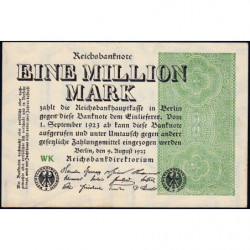 Reichsbanknote
EINE MILLION
MARK
zahlt die Reichsbankhauptkasse in Berlin
gegen diese Banknote dem Einlieferer. Vom
1. September 1923 ab kann diese Banknote
aufgerufen und unter Umtausch gegen andere
gesetzliche Zahlungsmittel eingezogen werden
Berlin, den 9. August 1923
WK
Reichsbankdirektorium